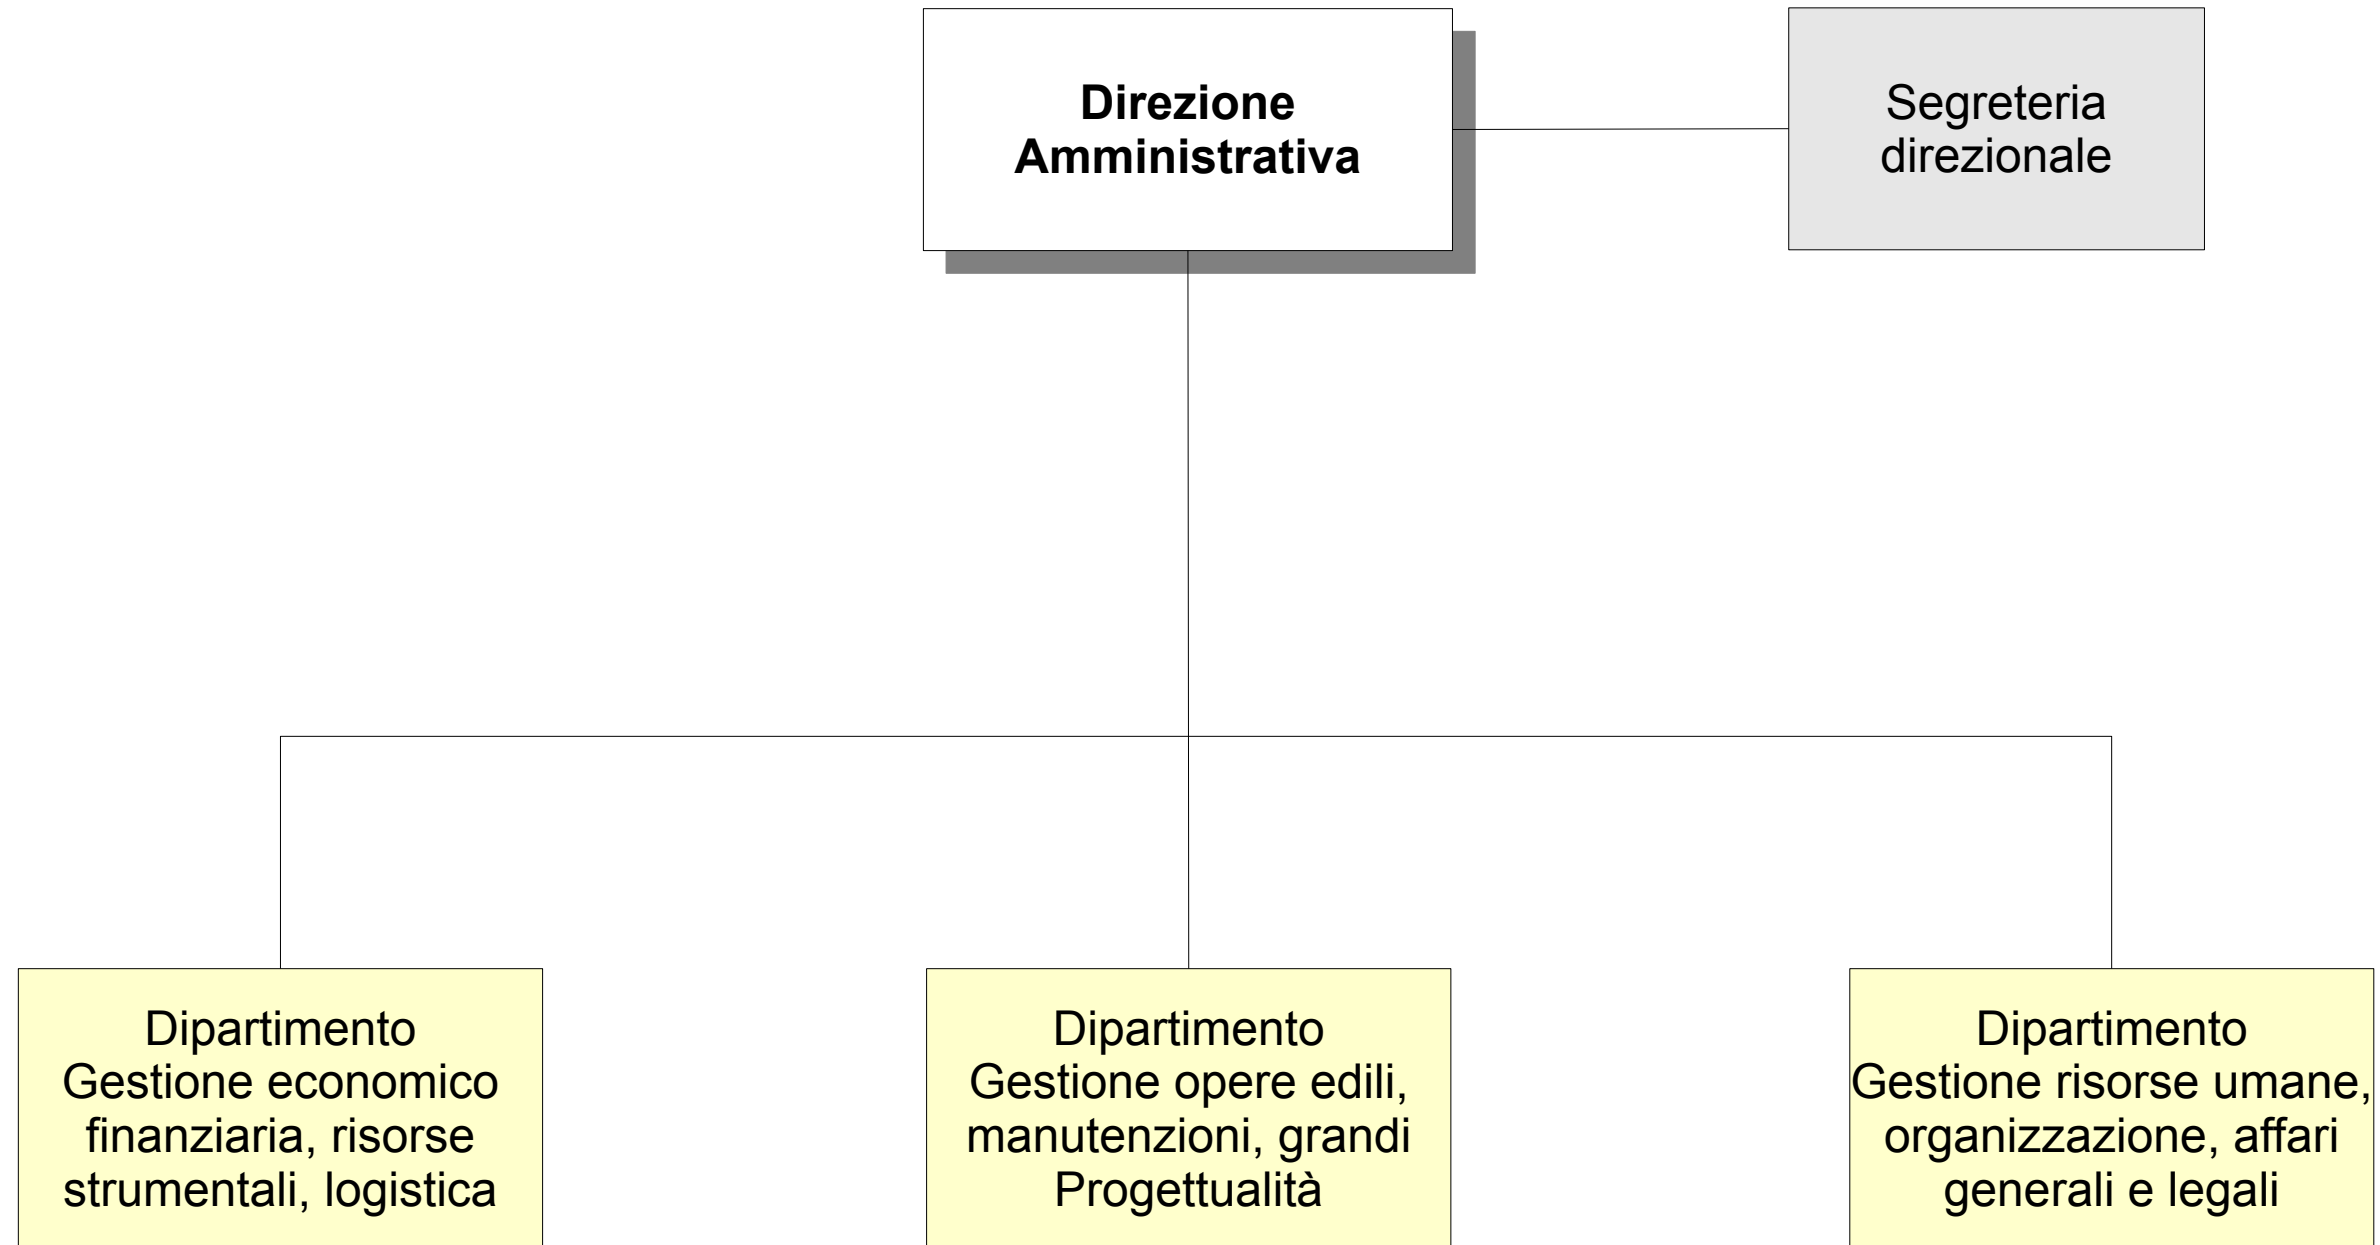 Direzione
Amministrativa
Segreteria
direzionale
Dipartimento
Gestione economico
finanziaria, risorse
strumentali, logistica
Dipartimento
Gestione opere edili,
manutenzioni, grandi
Progettualità
Dipartimento
Gestione risorse umane,
organizzazione, affari
generali e legali